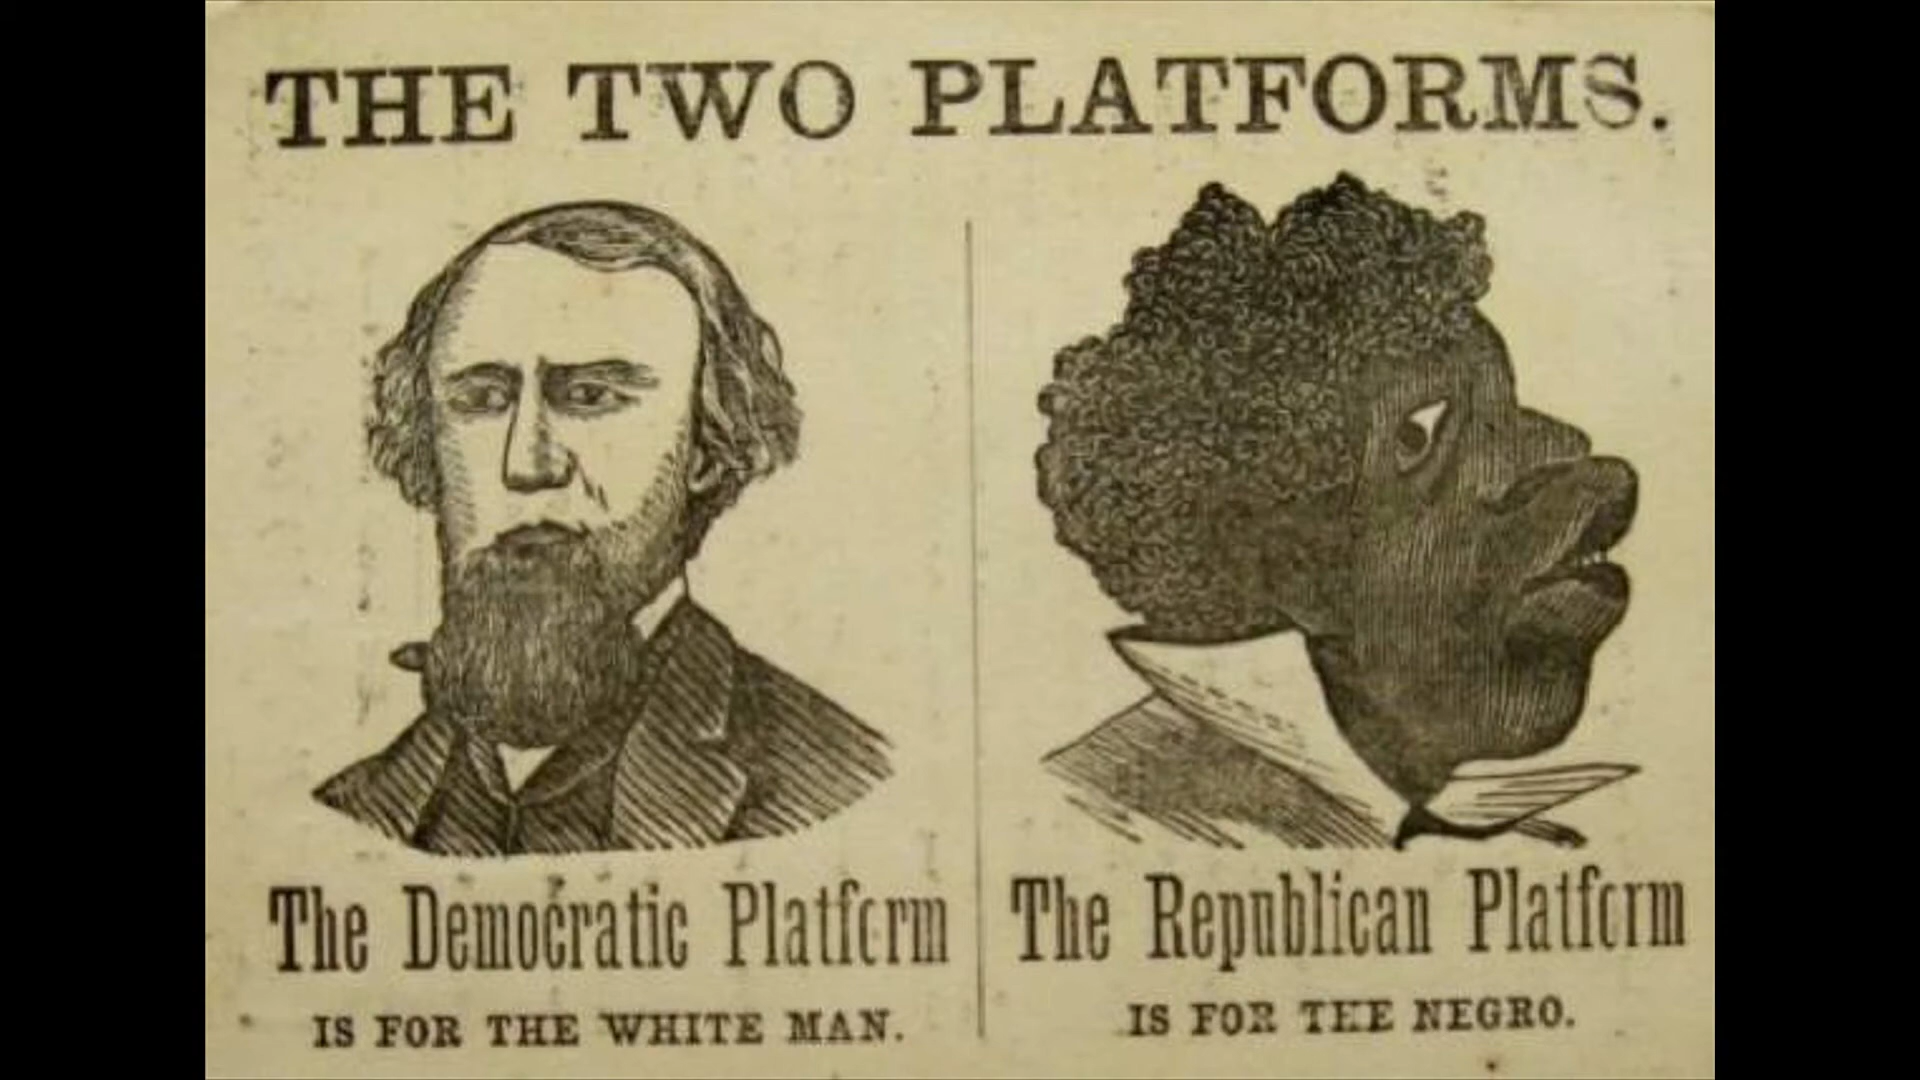 THE TWO PLATFORMS.
The Democratic Platform
IS FOR THE WHITE MAN.
The Republican Platform
IS FOR THE NEGRO.